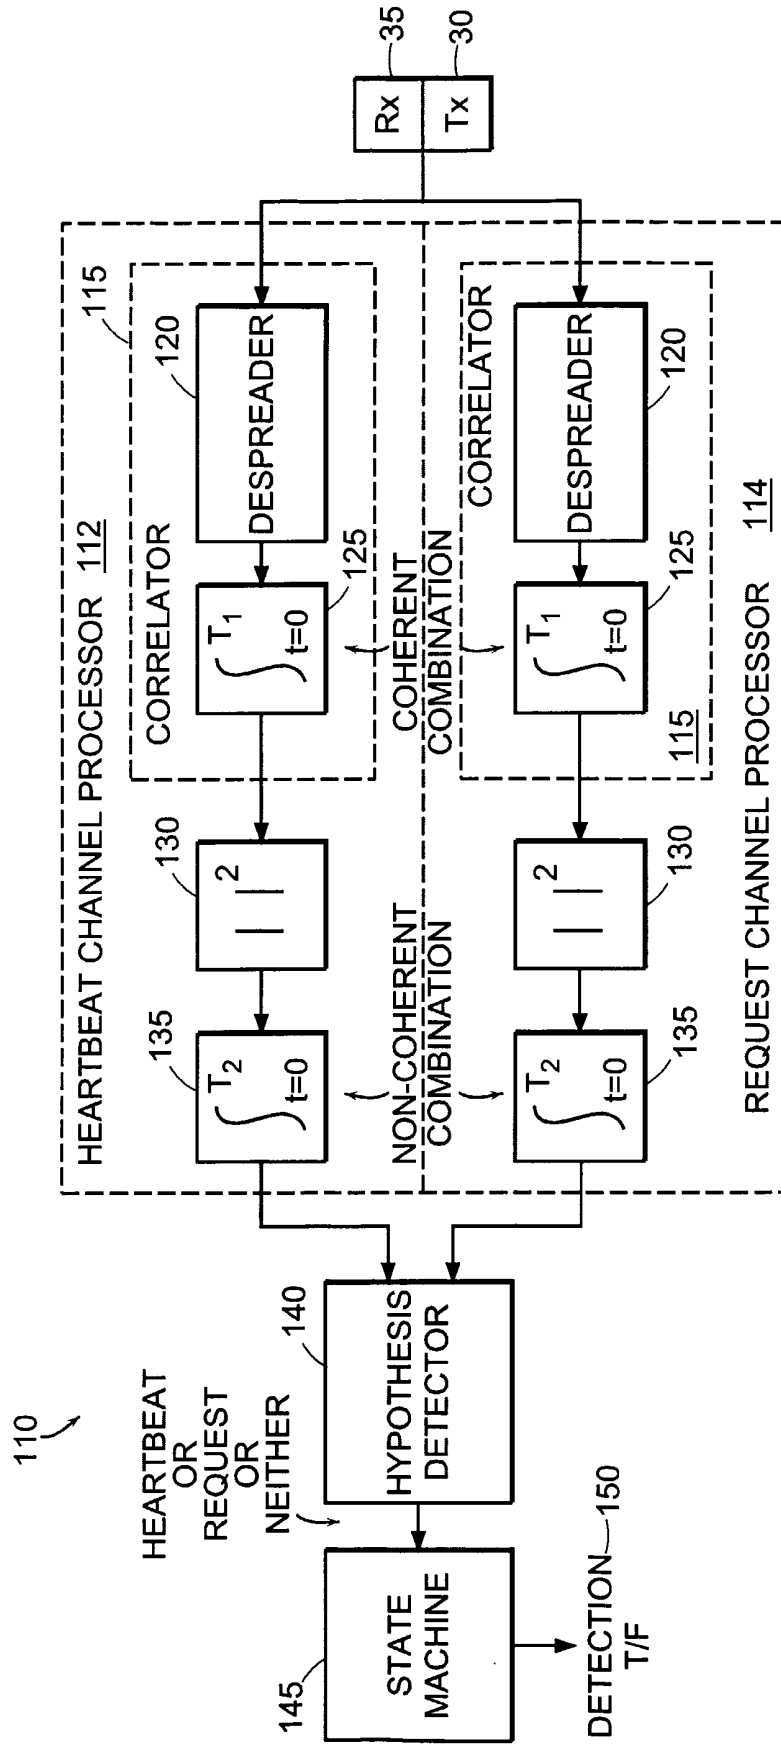 110
HEARTBEAT CHANNEL PROCESSOR 112
115
CORRELATOR
120
DESPREADER
125
∫ T1 t=0
130
| |2
135
∫ T2 t=0
COHERENT
COMBINATION
NON-COHERENT
COMBINATION
CORRELATOR
DESPREADER
120
∫ T1 t=0
125
115
| |2
130
∫ T2 t=0
135
REQUEST CHANNEL PROCESSOR 114
Rx
35
Tx
30
140
HYPOTHESIS
DETECTOR
HEARTBEAT
OR
REQUEST
OR
NEITHER
145
STATE
MACHINE
DETECTION
T/F
150